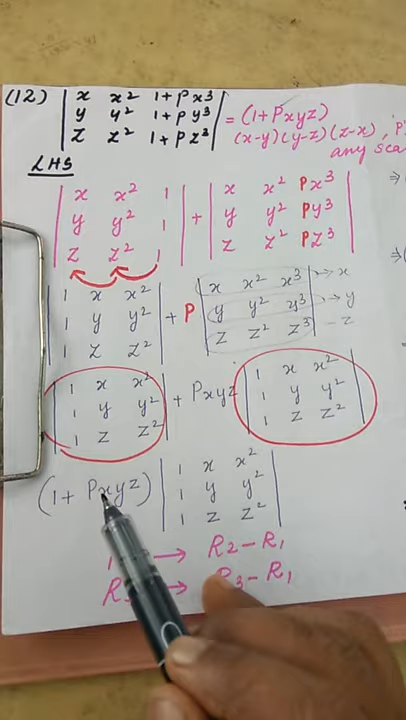 (12) | x x² 1+Px³ |
| y y² 1+Py³ | = (1+Pxyz)
| z z² 1+Pz³ | (x-y)(y-z)(z-x), 'P'
any sca
LHS
| x x² 1 | + | x x² Px³ |
| y y² 1 | | y y² Py³ |
| z z² 1 | | z z² Pz³ |
| 1 x x² | + P | x x² x³ | → x
| 1 y y² | | y y² y³ | → y
| 1 z z² | | z z² z³ | – z
| 1 x x² | + Pxyz | 1 x x² |
| 1 y y² | | 1 y y² |
| 1 z z² | | 1 z z² |
(1+ Pxyz) | 1 x x² |
| 1 y y² |
| 1 z z² |
→ R2 – R1
R → 3 – R1